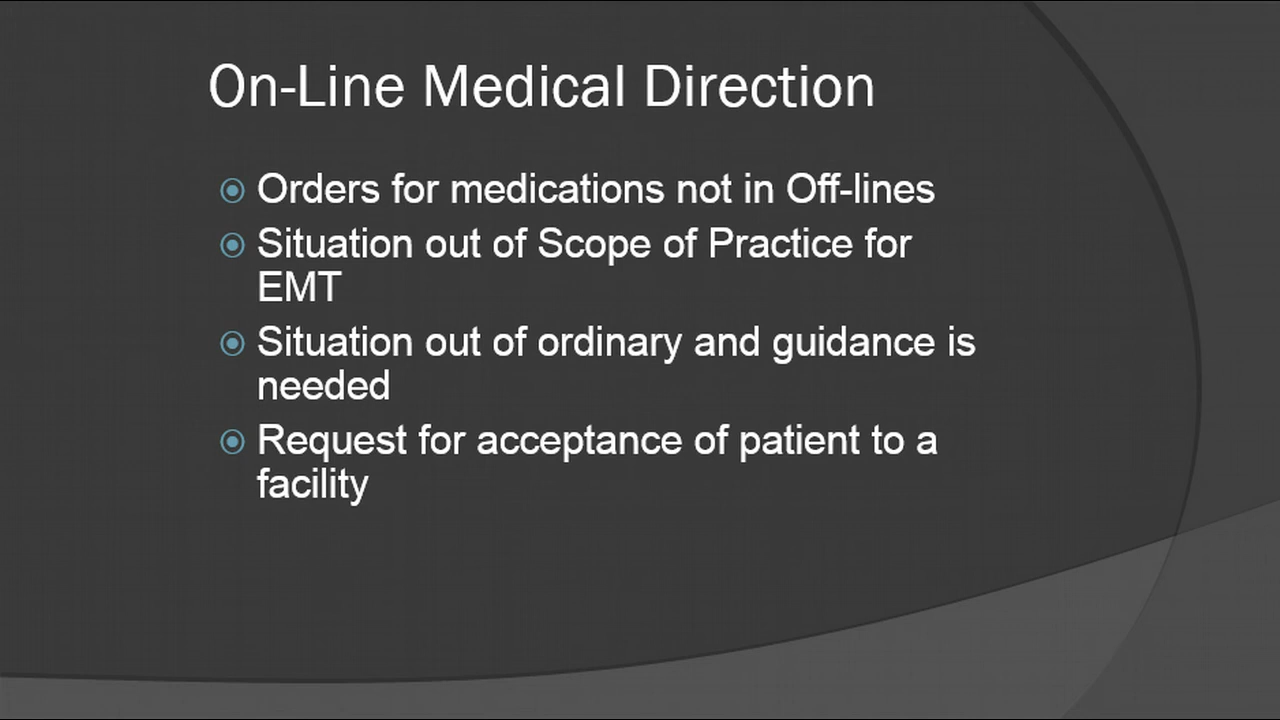 On-Line Medical Direction
Orders for medications not in Off-lines
Situation out of Scope of Practice for
EMT
Situation out of ordinary and guidance is
needed
Request for acceptance of patient to a
facility